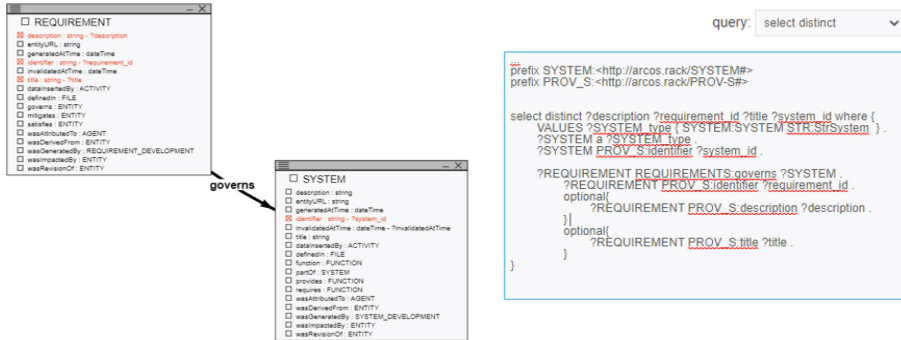 REQUIREMENT
description : string - ?description
entityURL : string
generatedAtTime : dateTime
identifier : string - ?requirement_id
invalidatedAtTime : dateTime
title : string - ?title
dataInsertedBy : ACTIVITY
definedIn : FILE
governs : ENTITY
mitigates : ENTITY
satisfies : ENTITY
wasAttributedTo : AGENT
wasDerivedFrom : ENTITY
wasGeneratedBy : REQUIREMENT_DEVELOPMENT
wasImpactedBy : ENTITY
wasRevisionOf : ENTITY
governs
SYSTEM
description : string
entityURL : string
generatedAtTime : dateTime
identifier : string - ?system_id
invalidatedAtTime : dateTime - ?invalidatedAtTime
title : string
dataInsertedBy : ACTIVITY
definedIn : FILE
function : FUNCTION
partOf : SYSTEM
provides : FUNCTION
requires : FUNCTION
wasAttributedTo : AGENT
wasDerivedFrom : ENTITY
wasGeneratedBy : SYSTEM_DEVELOPMENT
wasImpactedBy : ENTITY
wasRevisionOf : ENTITY
query: select distinct
...
prefix SYSTEM:<http://arcos.rack/SYSTEM#>
prefix PROV_S:<http://arcos.rack/PROV-S#>
select distinct ?description ?requirement_id ?title ?system_id where {
VALUES ?SYSTEM_type { SYSTEM:SYSTEM STR:StrSystem } .
?SYSTEM a ?SYSTEM_type .
?SYSTEM PROV_S:identifier ?system_id .
?REQUIREMENT REQUIREMENTS:governs ?SYSTEM .
?REQUIREMENT PROV_S:identifier ?requirement_id .
optional{
?REQUIREMENT PROV_S:description ?description .
}
optional{
?REQUIREMENT PROV_S:title ?title .
}
}